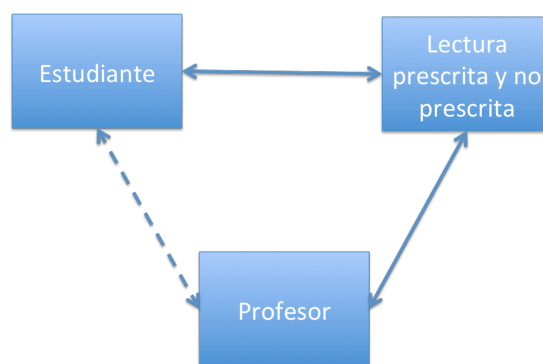 Estudiante
Lectura
prescrita y no
prescrita
Profesor